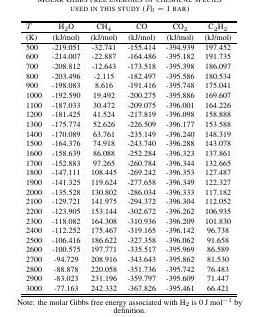 MOLAR GIBBS FREE ENERGIES OF CHEMICAL SPECIES
USED IN THIS STUDY (P₀ = 1 BAR)
T H₂O CH₄ CO CO₂ C₂H₂
(K) (kJ/mol) (kJ/mol) (kJ/mol) (kJ/mol) (kJ/mol)
500 -219.051 -32.741 -155.414 -394.939 197.452
600 -214.007 -22.887 -164.486 -395.182 191.735
700 -208.812 -12.643 -173.518 -395.398 186.097
800 -203.496 -2.115 -182.497 -395.586 180.534
900 -198.083 8.616 -191.416 -395.748 175.041
1000 -192.590 19.492 -200.275 -395.886 169.607
1100 -187.033 30.472 -209.075 -396.001 164.226
1200 -181.425 41.524 -217.819 -396.098 158.888
1300 -175.774 52.626 -226.509 -396.177 153.588
1400 -170.089 63.761 -235.149 -396.240 148.319
1500 -164.376 74.918 -243.740 -396.288 143.078
1600 -158.639 86.088 -252.284 -396.323 137.861
1700 -152.883 97.265 -260.784 -396.344 132.665
1800 -147.111 108.445 -269.242 -396.353 127.487
1900 -141.325 119.624 -277.658 -396.349 122.327
2000 -135.528 130.802 -286.034 -396.333 117.182
2100 -129.721 141.975 -294.372 -396.304 112.052
2200 -123.905 153.144 -302.672 -396.262 106.935
2300 -118.082 164.308 -310.936 -396.209 101.830
2400 -112.252 175.467 -319.165 -396.142 96.738
2500 -106.416 186.622 -327.358 -396.062 91.658
2600 -100.575 197.771 -335.517 -395.969 86.589
2700 -94.729 208.916 -343.643 -395.862 81.530
2800 -88.878 220.058 -351.736 -395.742 76.483
2900 -83.023 231.196 -359.797 -395.609 71.447
3000 -77.163 242.332 -367.826 -395.461 66.421
Note: the molar Gibbs free energy associated with H₂ is 0 J mol⁻¹ by
definition.